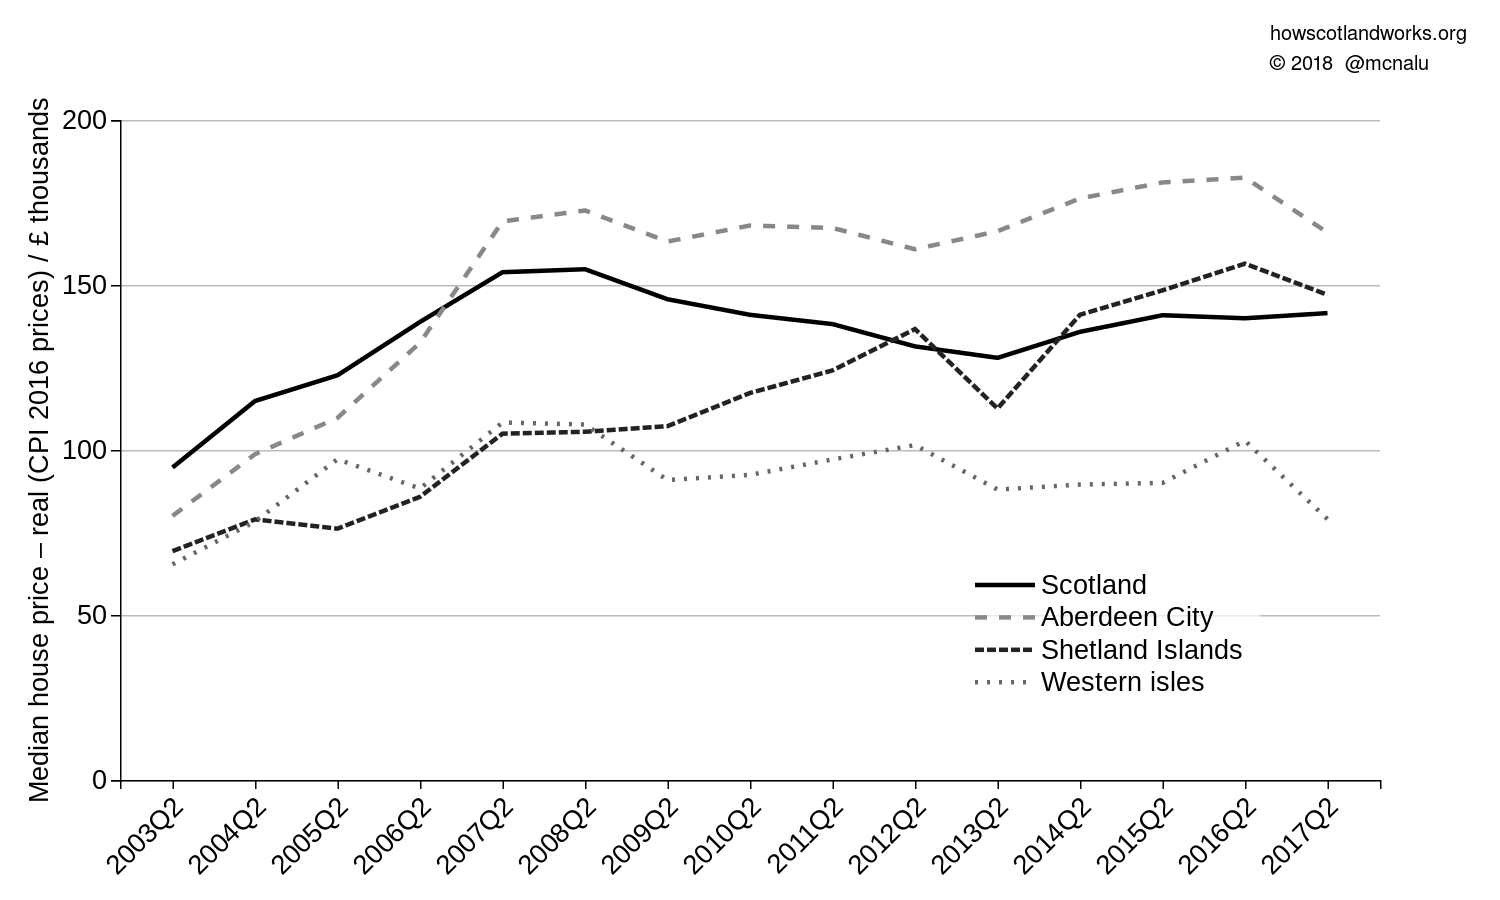 howscotlandworks.org
© 2018 @mcnalu
Median house price – real (CPI 2016 prices) / £ thousands
200
150
100
50
0
Scotland
Aberdeen City
Shetland Islands
Western isles
2003Q2
2004Q2
2005Q2
2006Q2
2007Q2
2008Q2
2009Q2
2010Q2
2011Q2
2012Q2
2013Q2
2014Q2
2015Q2
2016Q2
2017Q2